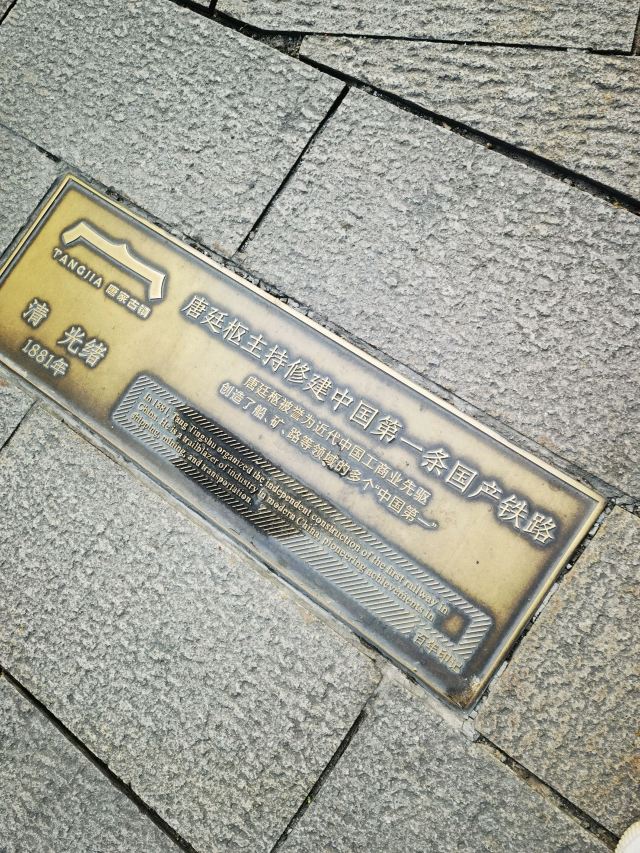 TANGJIA 唐家古镇
清 光绪
1881年
唐廷枢主持修建中国第一条国产铁路
唐廷枢被誉为近代中国工商业先驱
创造了船、矿、路等领域的多个“中国第一”
In 1881, Tang Tingshu organized the independent construction of the first railway in
China. He is a trailblazer of industry in modern China, pioneering achievements in
shipping, mining, and transportation.